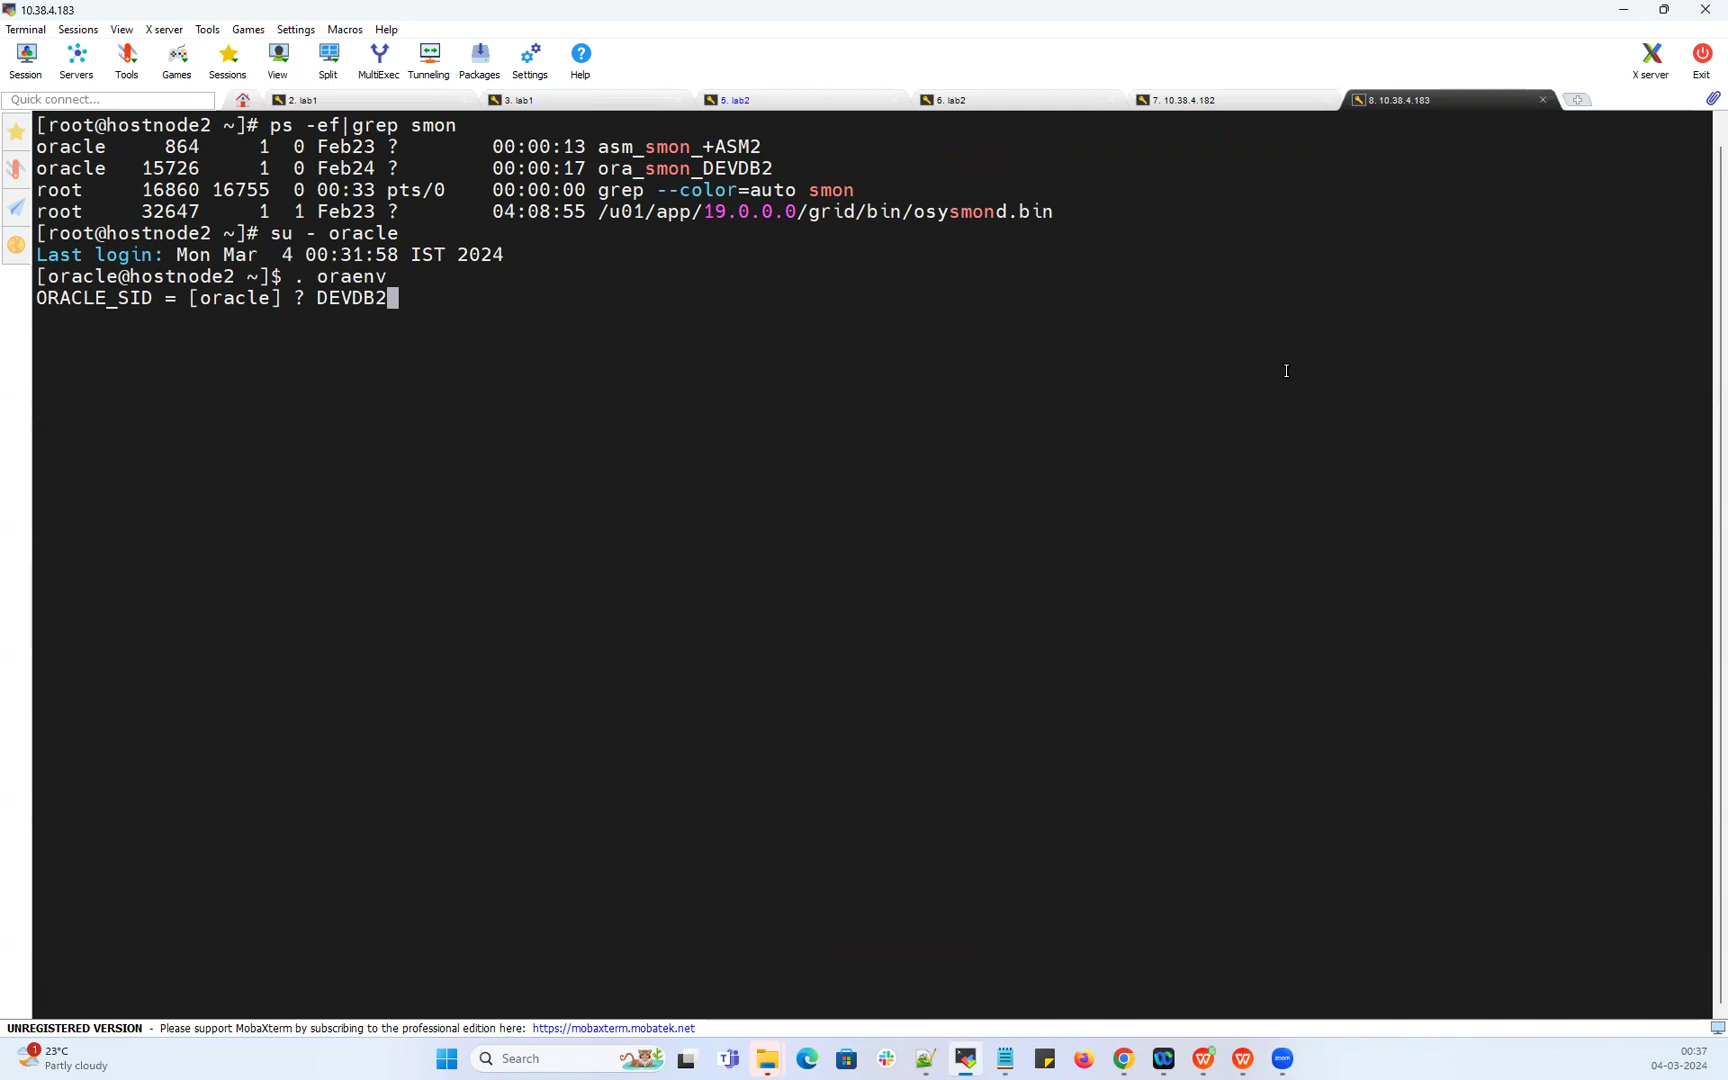 10.38.4.183
Terminal Sessions View X server Tools Games Settings Macros Help
Session Servers Tools Games Sessions View Split MultiExec Tunneling Packages Settings Help X server Exit
Quick connect... 2. lab1 3. lab1 5. lab2 6. lab2 7. 10.38.4.182 8. 10.38.4.183
[root@hostnode2 ~]# ps -ef|grep smon
oracle 864 1 0 Feb23 ? 00:00:13 asm_smon_+ASM2
oracle 15726 1 0 Feb24 ? 00:00:17 ora_smon_DEVDB2
root 16860 16755 0 00:33 pts/0 00:00:00 grep --color=auto smon
root 32647 1 1 Feb23 ? 04:08:55 /u01/app/19.0.0.0/grid/bin/osysmond.bin
[root@hostnode2 ~]# su - oracle
Last login: Mon Mar 4 00:31:58 IST 2024
[oracle@hostnode2 ~]$ . oraenv
ORACLE_SID = [oracle] ? DEVDB2
UNREGISTERED VERSION - Please support MobaXterm by subscribing to the professional edition here: https://mobaxterm.mobatek.net
1 23°C
Partly cloudy
Search
zoom
00:37
04-03-2024